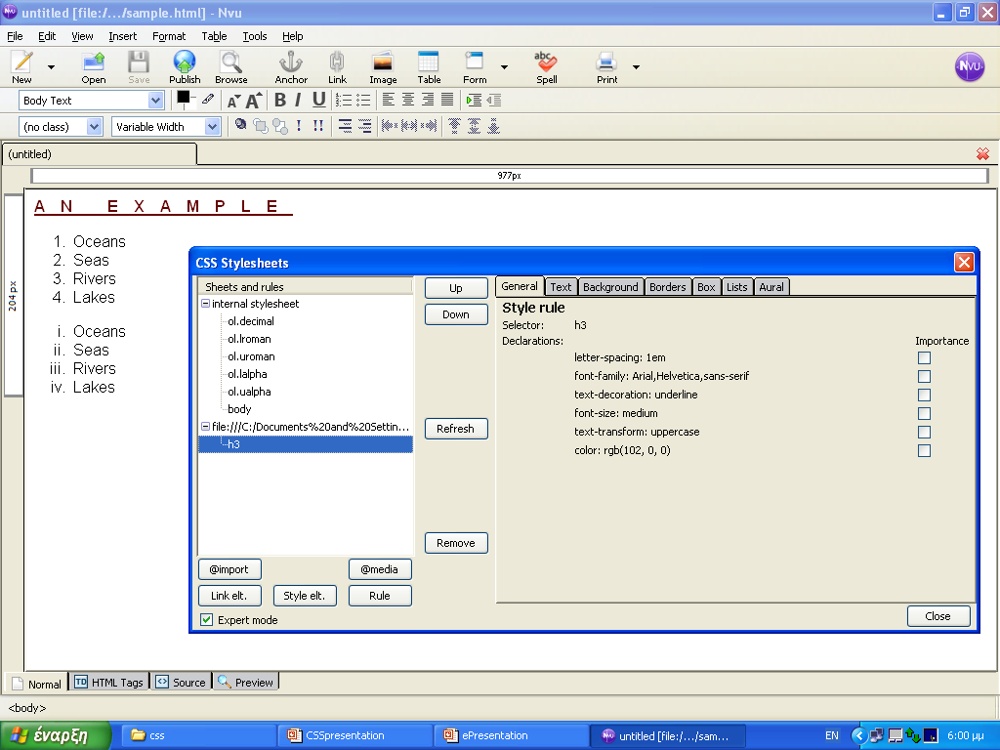 untitled [file:/.../sample.html] - Nvu
File Edit View Insert Format Table Tools Help
New Open Save Publish Browse Anchor Link Image Table Form Spell Print
abc
NVU
Body Text
A A B I U
(no class) Variable Width ! !!
(untitled)
977px
204px
AN EXAMPLE
1. Oceans
2. Seas
3. Rivers
4. Lakes
i. Oceans
ii. Seas
iii. Rivers
iv. Lakes
CSS Stylesheets
Sheets and rules
internal stylesheet
ol.decimal
ol.lroman
ol.uroman
ol.lalpha
ol.ualpha
body
file:///C:/Documents%20and%20Settin...
h3
Up
Down
Refresh
Remove
General Text Background Borders Box Lists Aural
Style rule
Selector: h3
Declarations: Importance
letter-spacing: 1em
font-family: Arial,Helvetica,sans-serif
text-decoration: underline
font-size: medium
text-transform: uppercase
color: rgb(102, 0, 0)
@import @media
Link elt. Style elt. Rule
Expert mode
Close
Normal TD HTML Tags Source Preview
<body>
έναρξη css CSSpresentation ePresentation untitled [file:/.../sam... EN 6:00 μμ